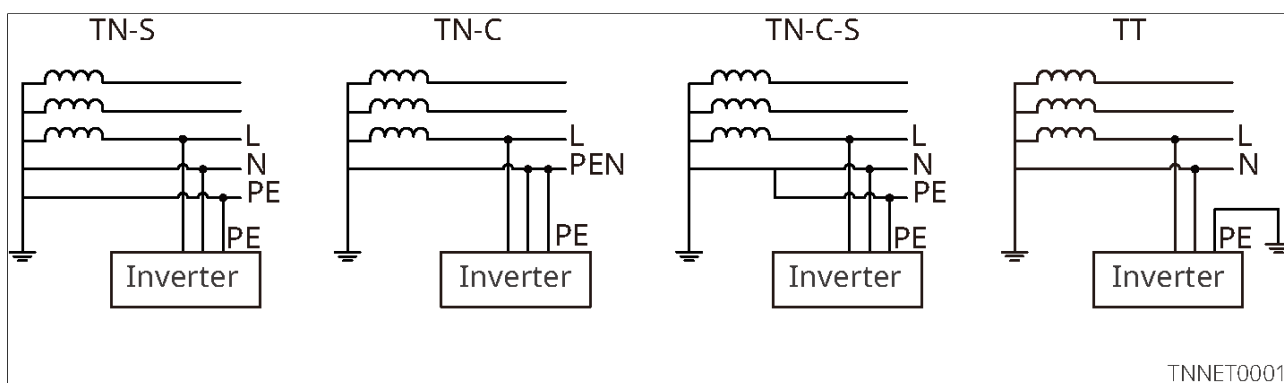 TN-S
TN-C
TN-C-S
TT
L
N
PE
PE
Inverter
L
PEN
PE
Inverter
L
N
PE
PE
Inverter
L
N
PE
Inverter
TNNET0001